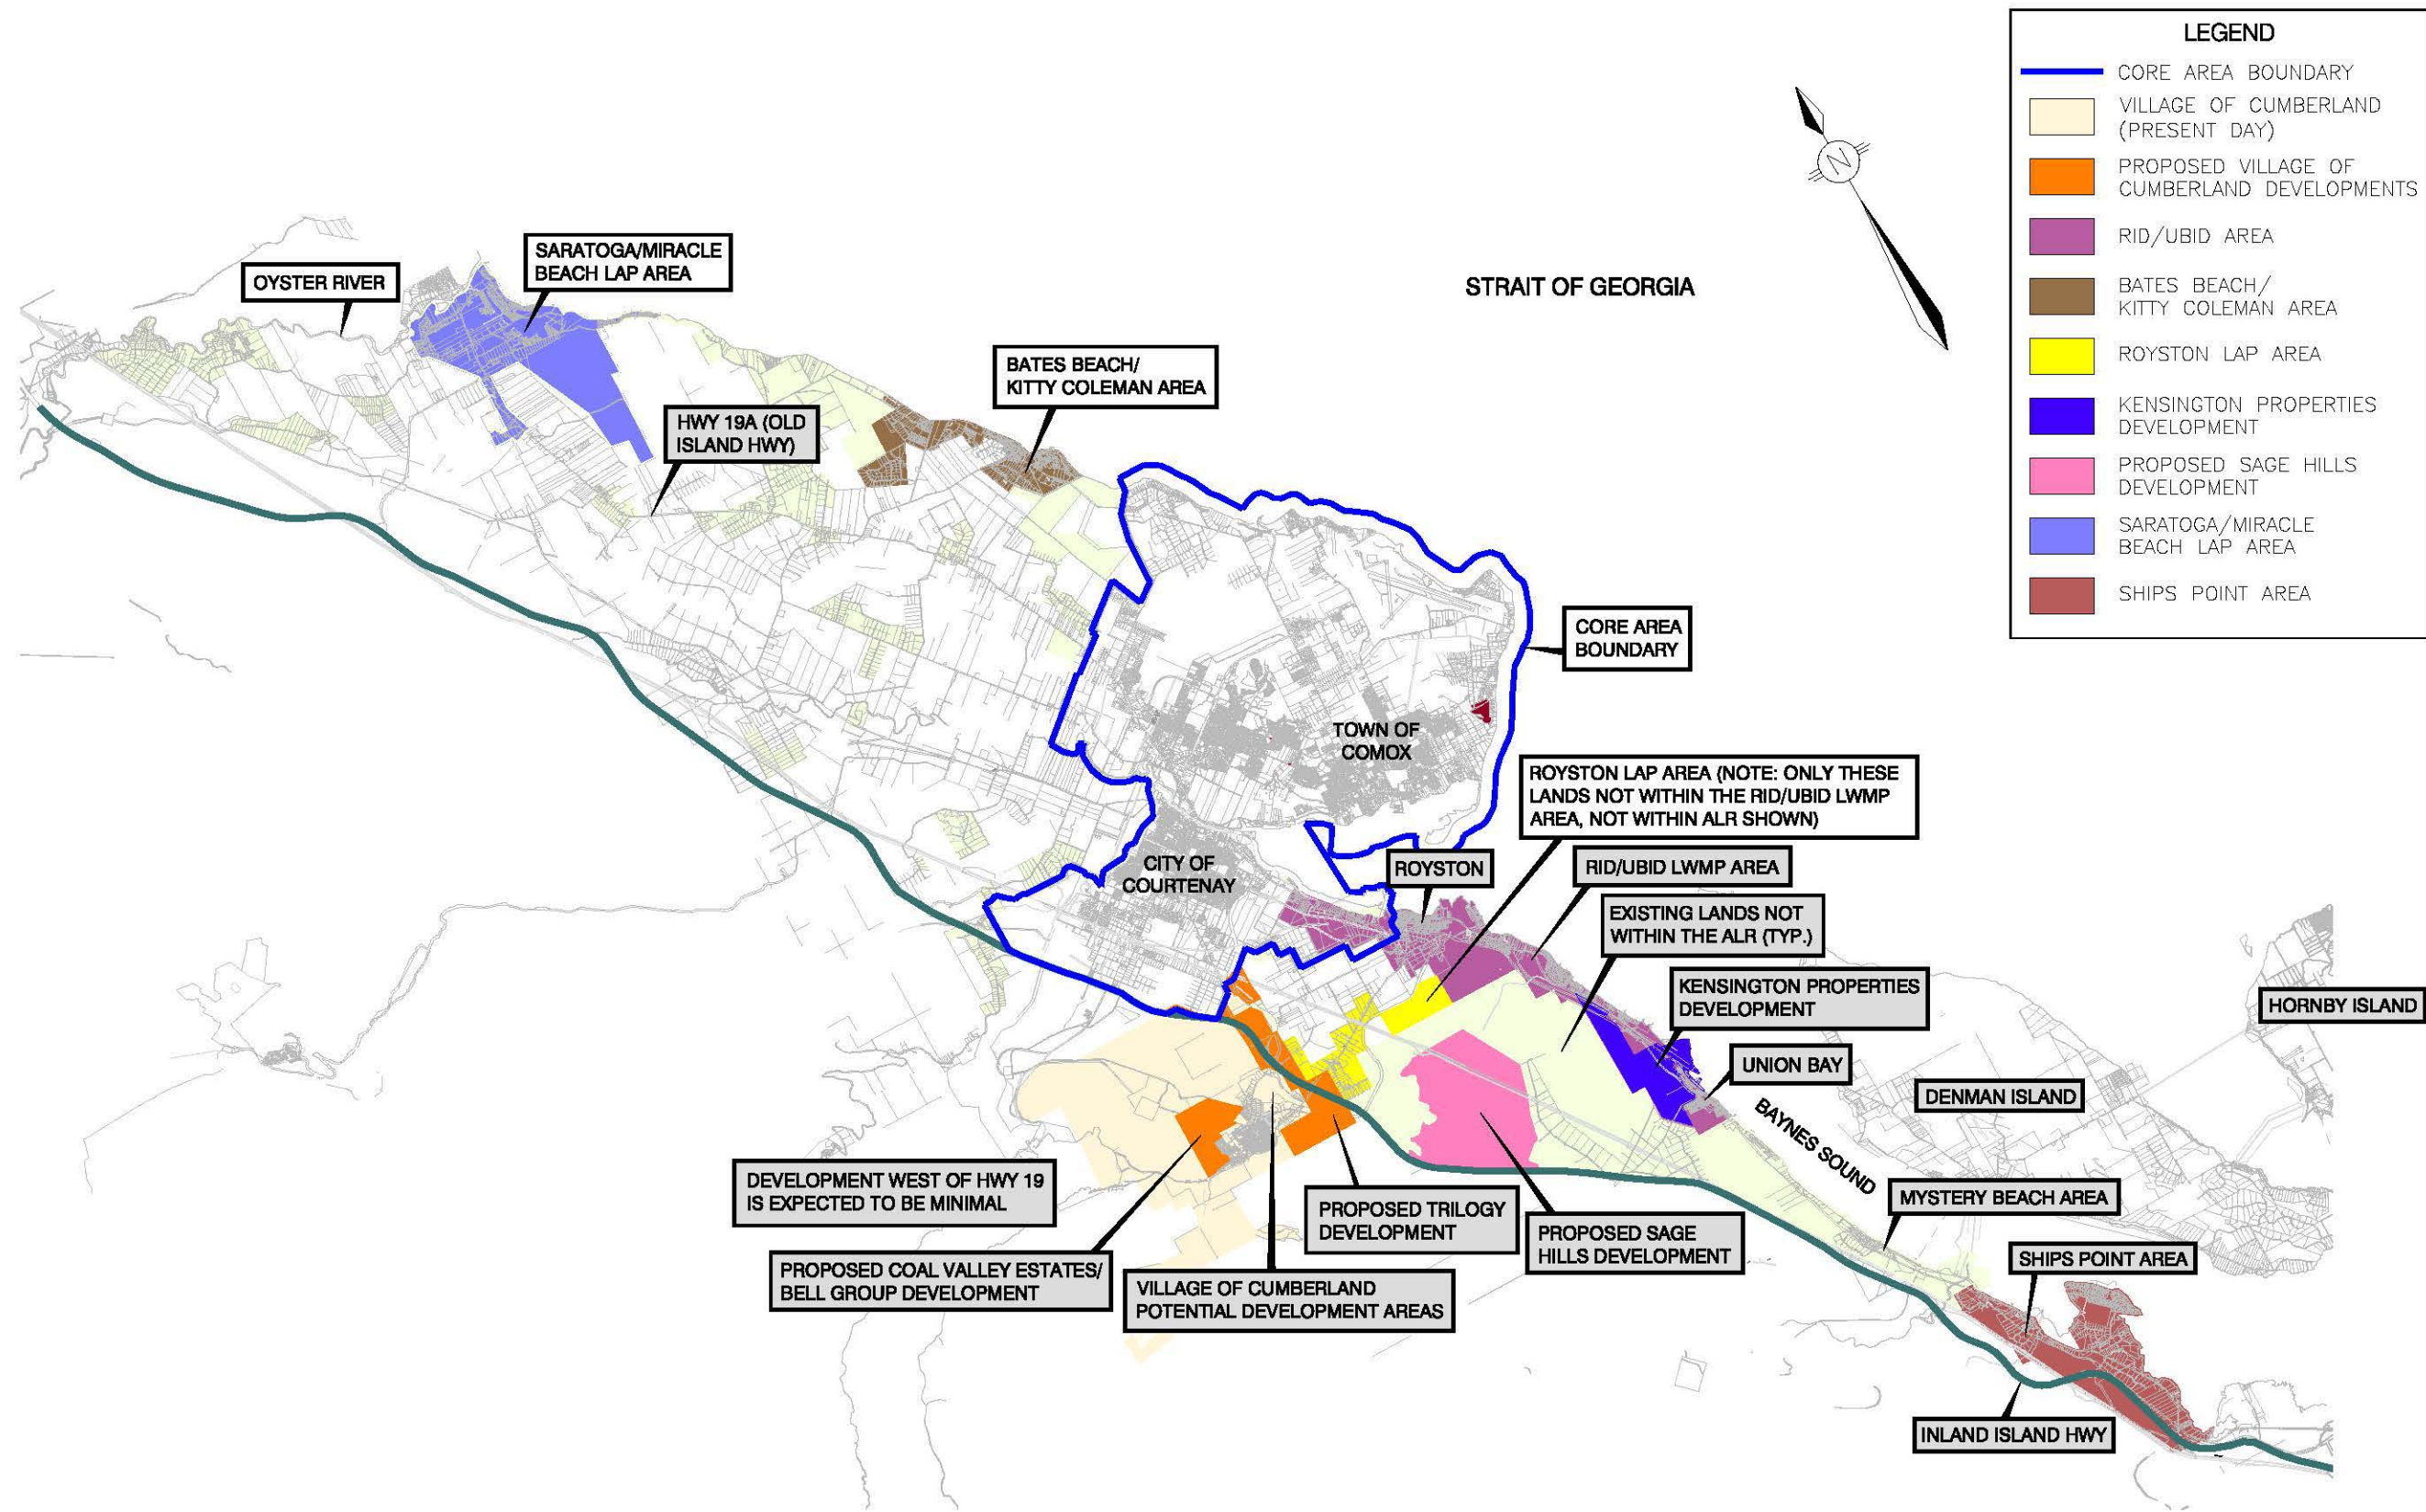 LEGEND
CORE AREA BOUNDARY
VILLAGE OF CUMBERLAND
(PRESENT DAY)
PROPOSED VILLAGE OF
CUMBERLAND DEVELOPMENTS
RID/UBID AREA
BATES BEACH/
KITTY COLEMAN AREA
ROYSTON LAP AREA
KENSINGTON PROPERTIES
DEVELOPMENT
PROPOSED SAGE HILLS
DEVELOPMENT
SARATOGA/MIRACLE
BEACH LAP AREA
SHIPS POINT AREA
N
SARATOGA/MIRACLE
BEACH LAP AREA
OYSTER RIVER
STRAIT OF GEORGIA
BATES BEACH/
KITTY COLEMAN AREA
HWY 19A (OLD
ISLAND HWY)
CORE AREA
BOUNDARY
TOWN OF
COMOX
ROYSTON LAP AREA (NOTE: ONLY THESE
LANDS NOT WITHIN THE RID/UBID LWMP
AREA, NOT WITHIN ALR SHOWN)
CITY OF
COURTENAY
ROYSTON
RID/UBID LWMP AREA
EXISTING LANDS NOT
WITHIN THE ALR (TYP.)
KENSINGTON PROPERTIES
DEVELOPMENT
HORNBY ISLAND
UNION BAY
DENMAN ISLAND
BAYNES SOUND
DEVELOPMENT WEST OF HWY 19
IS EXPECTED TO BE MINIMAL
PROPOSED TRILOGY
DEVELOPMENT
PROPOSED SAGE
HILLS DEVELOPMENT
MYSTERY BEACH AREA
PROPOSED COAL VALLEY ESTATES/
BELL GROUP DEVELOPMENT
VILLAGE OF CUMBERLAND
POTENTIAL DEVELOPMENT AREAS
SHIPS POINT AREA
INLAND ISLAND HWY